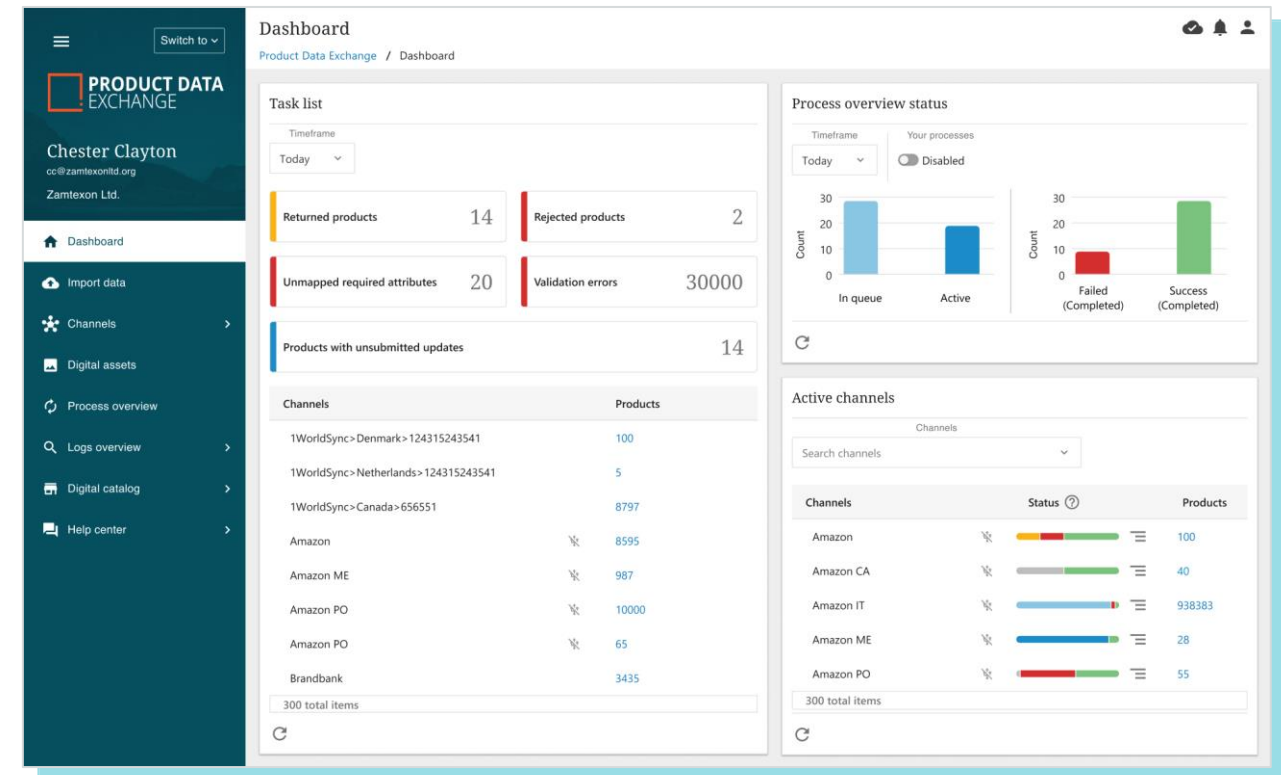 Switch to
PRODUCT DATA
EXCHANGE
Chester Clayton
cc@zamtexonltd.org
Zamtexon Ltd.
Dashboard
Import data
Channels
Digital assets
Process overview
Logs overview
Digital catalog
Help center
Dashboard
Product Data Exchange / Dashboard
Task list
Timeframe
Today
Returned products 14
Rejected products 2
Unmapped required attributes 20
Validation errors 30000
Products with unsubmitted updates 14
Channels Products
1WorldSync>Denmark>124315243541 100
1WorldSync>Netherlands>124315243541 5
1WorldSync>Canada>656551 8797
Amazon 8595
Amazon ME 987
Amazon PO 10000
Amazon PO 65
Brandbank 3435
300 total items
Process overview status
Timeframe Your processes
Today Disabled
Count
30
20
10
0
In queue Active
Count
30
20
10
0
Failed
(Completed)
Success
(Completed)
Active channels
Channels
Search channels
Channels Status ? Products
Amazon 100
Amazon CA 40
Amazon IT 938383
Amazon ME 28
Amazon PO 55
300 total items